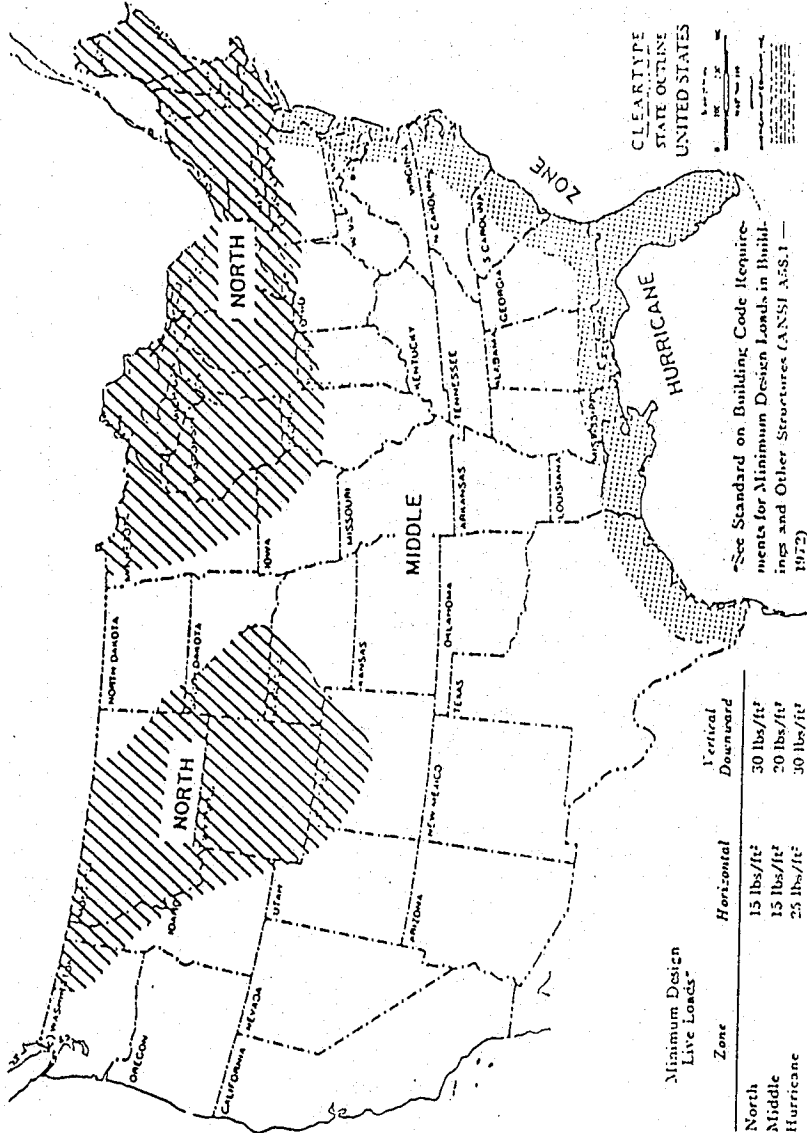 WASHINGTON
OREGON
CALIFORNIA
NEVADA
IDAHO
UTAH
ARIZONA
NORTH
NEW MEXICO
NORTH DAKOTA
DAKOTA
KANSAS
TEXAS
OKLAHOMA
IOWA
MISSOURI
MIDDLE
ARKANSAS
LOUISIANA
NORTH
OHIO
W. V
KENTUCKY
TENNESSEE
VIRGINIA
N CAROLINA
S CAROLINA
GEORGIA
ALABAMA
MISSISSIPPI
HURRICANE
ZONE
CLEARTYPE
STATE OUTLINE
UNITED STATES
Minimum Design
Live Loads*
Zone Horizontal Vertical Downward
North 15 lbs/ft² 30 lbs/ft²
Middle 15 lbs/ft² 20 lbs/ft²
Hurricane 25 lbs/ft² 30 lbs/ft²
*See Standard on Building Code Require-
ments for Minimum Design Loads in Build-
ings and Other Structures (ANSI A58.1 —
1972)